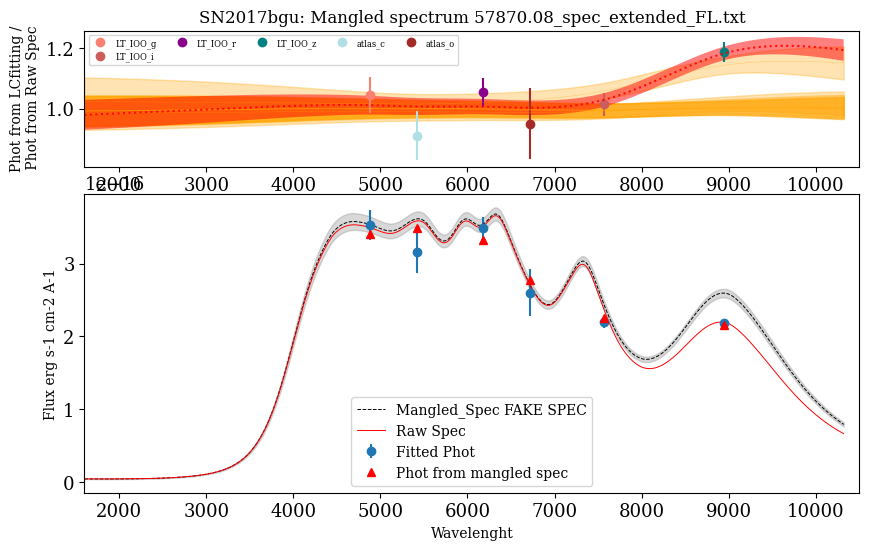 SN2017bgu: Mangled spectrum 57870.08_spec_extended_FL.txt
Phot from LCfitting /
Phot from Raw Spec
LT_IOO_g LT_IOO_r LT_IOO_z atlas_c atlas_o
LT_IOO_i
1.2
1.0
2000 3000 4000 5000 6000 7000 8000 9000 10000
1e−16
Flux erg s-1 cm-2 A-1
3
2
1
0
Mangled_Spec FAKE SPEC
Raw Spec
Fitted Phot
Phot from mangled spec
2000 3000 4000 5000 6000 7000 8000 9000 10000
Wavelenght